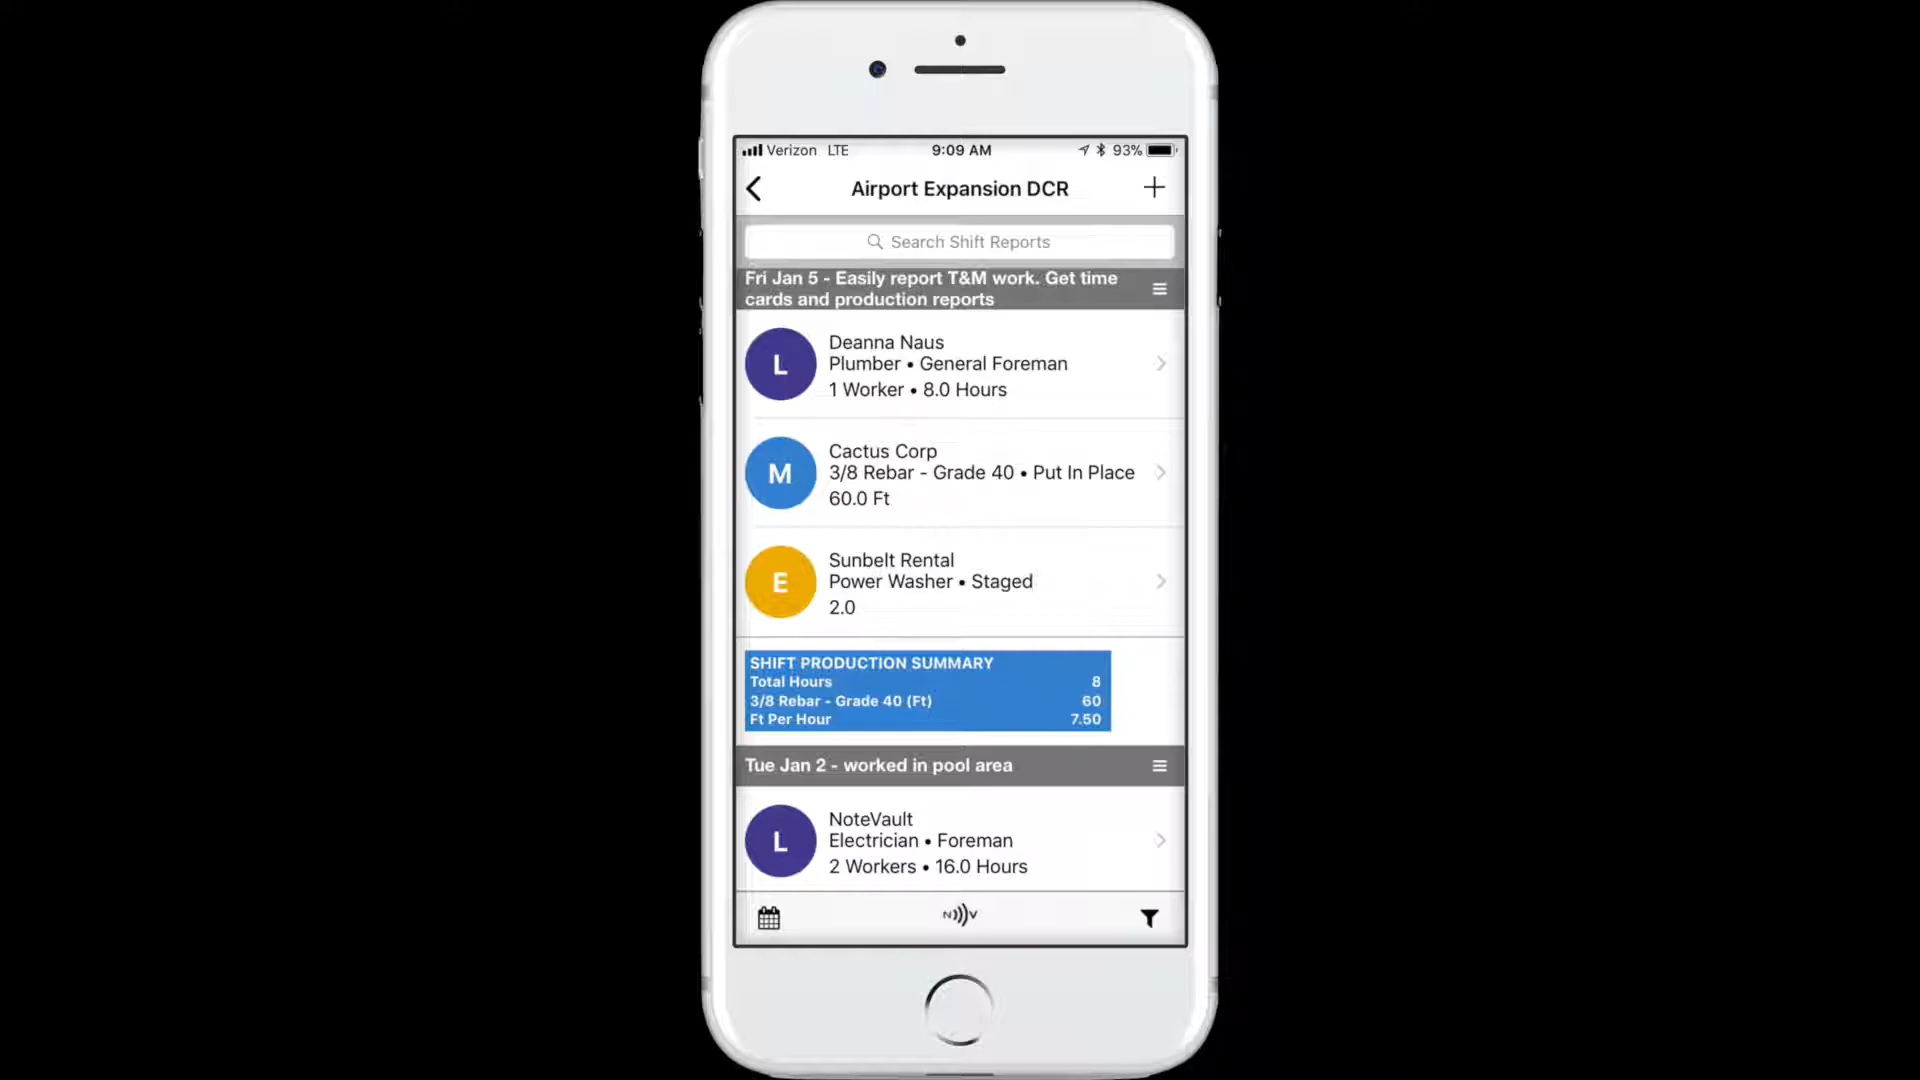 Verizon LTE 9:09 AM 93%
Airport Expansion DCR
Search Shift Reports
Fri Jan 5 - Easily report T&M work. Get time
cards and production reports
L
Deanna Naus
Plumber • General Foreman
1 Worker • 8.0 Hours
M
Cactus Corp
3/8 Rebar - Grade 40 • Put In Place
60.0 Ft
E
Sunbelt Rental
Power Washer • Staged
2.0
SHIFT PRODUCTION SUMMARY
Total Hours 8
3/8 Rebar - Grade 40 (Ft) 60
Ft Per Hour 7.50
Tue Jan 2 - worked in pool area
L
NoteVault
Electrician • Foreman
2 Workers • 16.0 Hours
N V